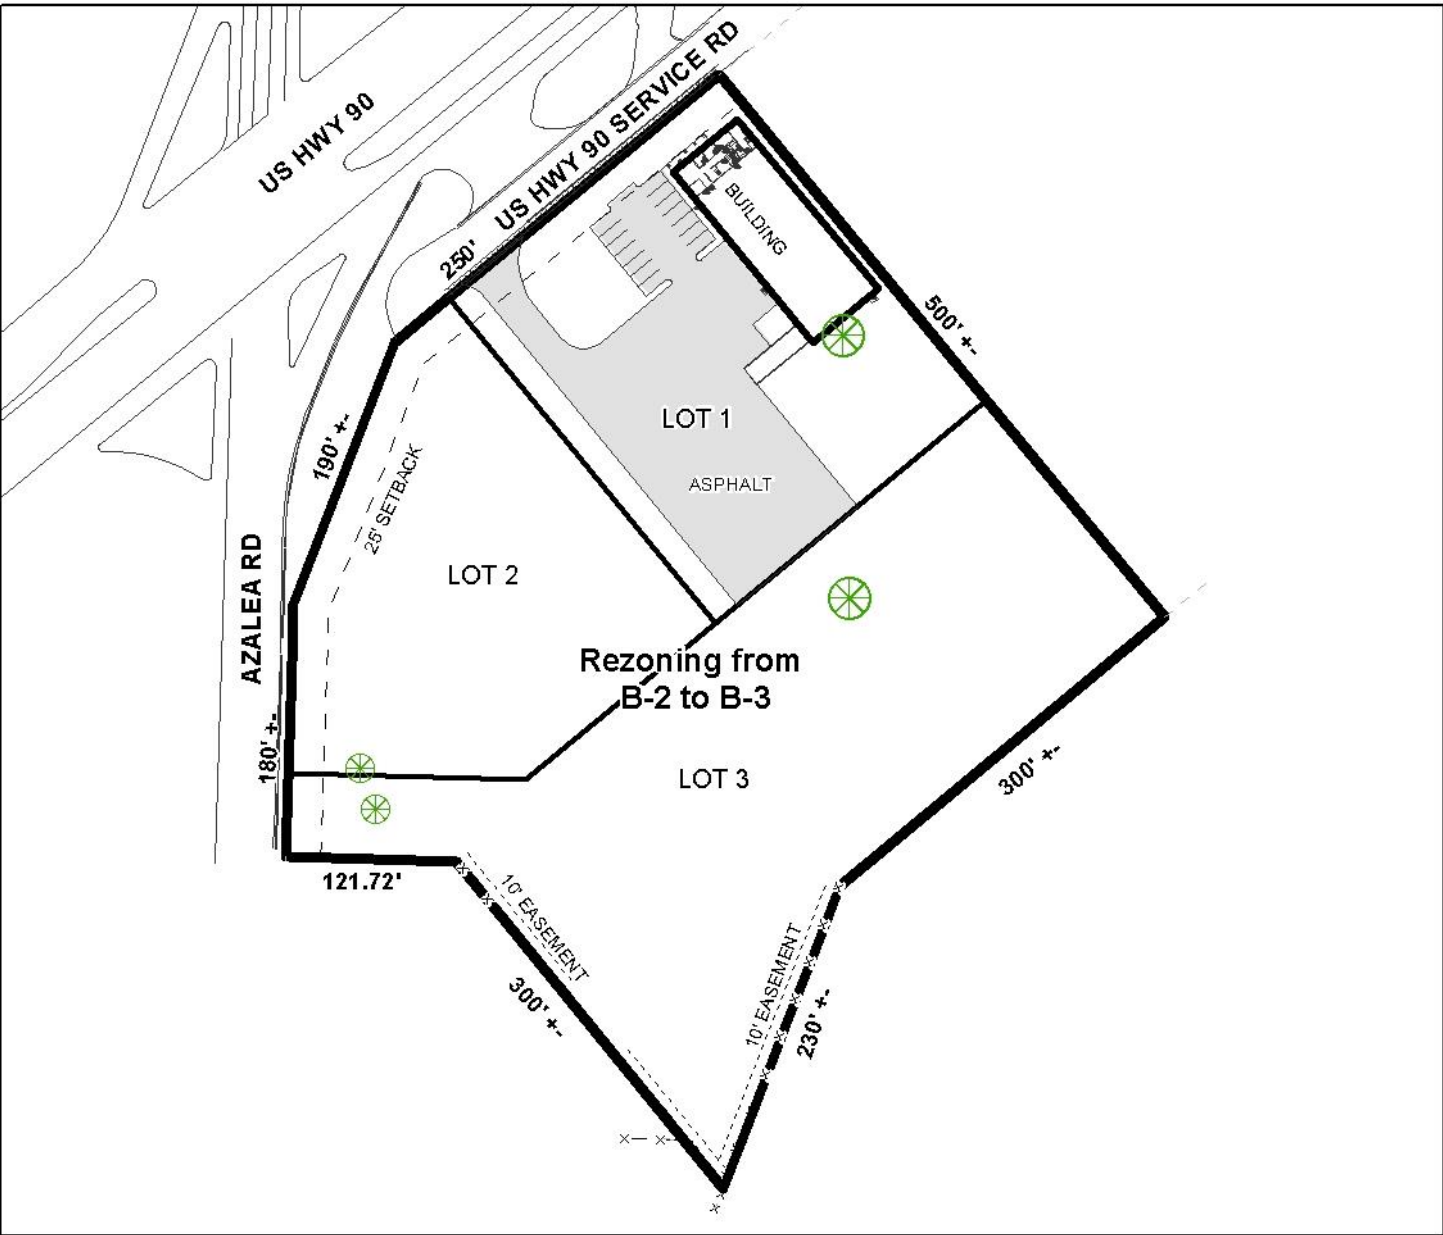 US HWY 90
US HWY 90 SERVICE RD
250'
BUILDING
500' +-
190' +-
25' SETBACK
LOT 1
ASPHALT
AZALEA RD
LOT 2
Rezoning from
B-2 to B-3
180' +-
LOT 3
300' +-
121.72'
10' EASEMENT
300' +-
10' EASEMENT
230' +-